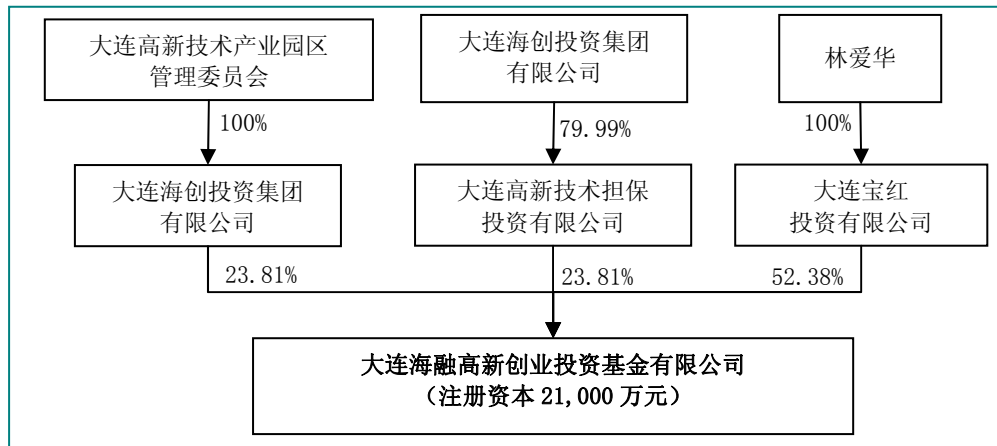 大连高新技术产业园区
管理委员会
大连海创投资集团
有限公司
林爱华
100%
79.99%
100%
大连海创投资集团
有限公司
大连高新技术担保
投资有限公司
大连宝红
投资有限公司
23.81%
23.81%
52.38%
大连海融高新创业投资基金有限公司
（注册资本 21,000 万元）